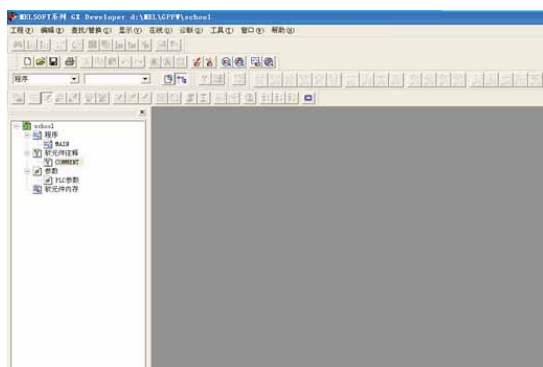 MELSOFT系列 GX Developer d:\MEL\GPPW\school
工程(F) 编辑(E) 查找/替换(S) 显示(V) 在线(O) 诊断(D) 工具(T) 窗口(W) 帮助(H)
程序
school
程序
MAIN
软元件注释
COMMENT
参数
PLC参数
软元件内存